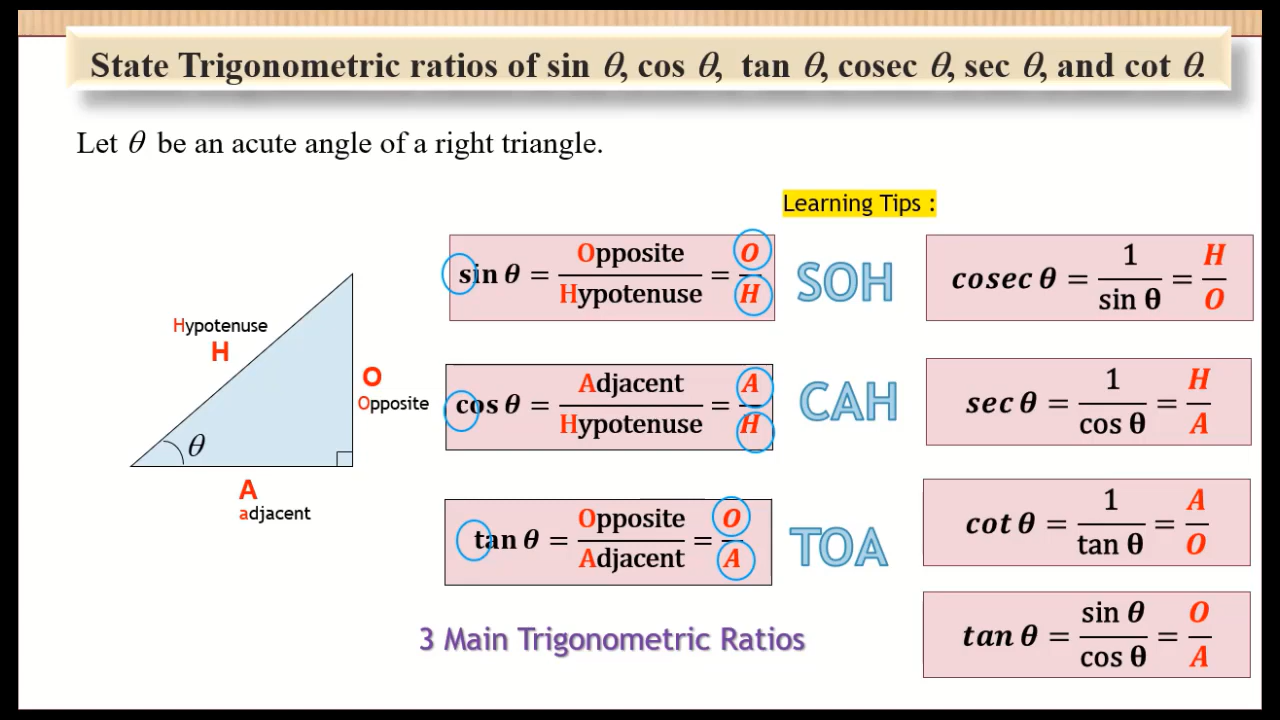 State Trigonometric ratios of sin θ, cos θ, tan θ, cosec θ, sec θ, and cot θ.
Let θ be an acute angle of a right triangle.
Learning Tips :
Hypotenuse
H
O
Opposite
θ
A
adjacent
sin θ = Opposite / Hypotenuse = O / H
SOH
cosec θ = 1 / sin θ = H / O
cos θ = Adjacent / Hypotenuse = A / H
CAH
sec θ = 1 / cos θ = H / A
tan θ = Opposite / Adjacent = O / A
TOA
cot θ = 1 / tan θ = A / O
tan θ = sin θ / cos θ = O / A
3 Main Trigonometric Ratios